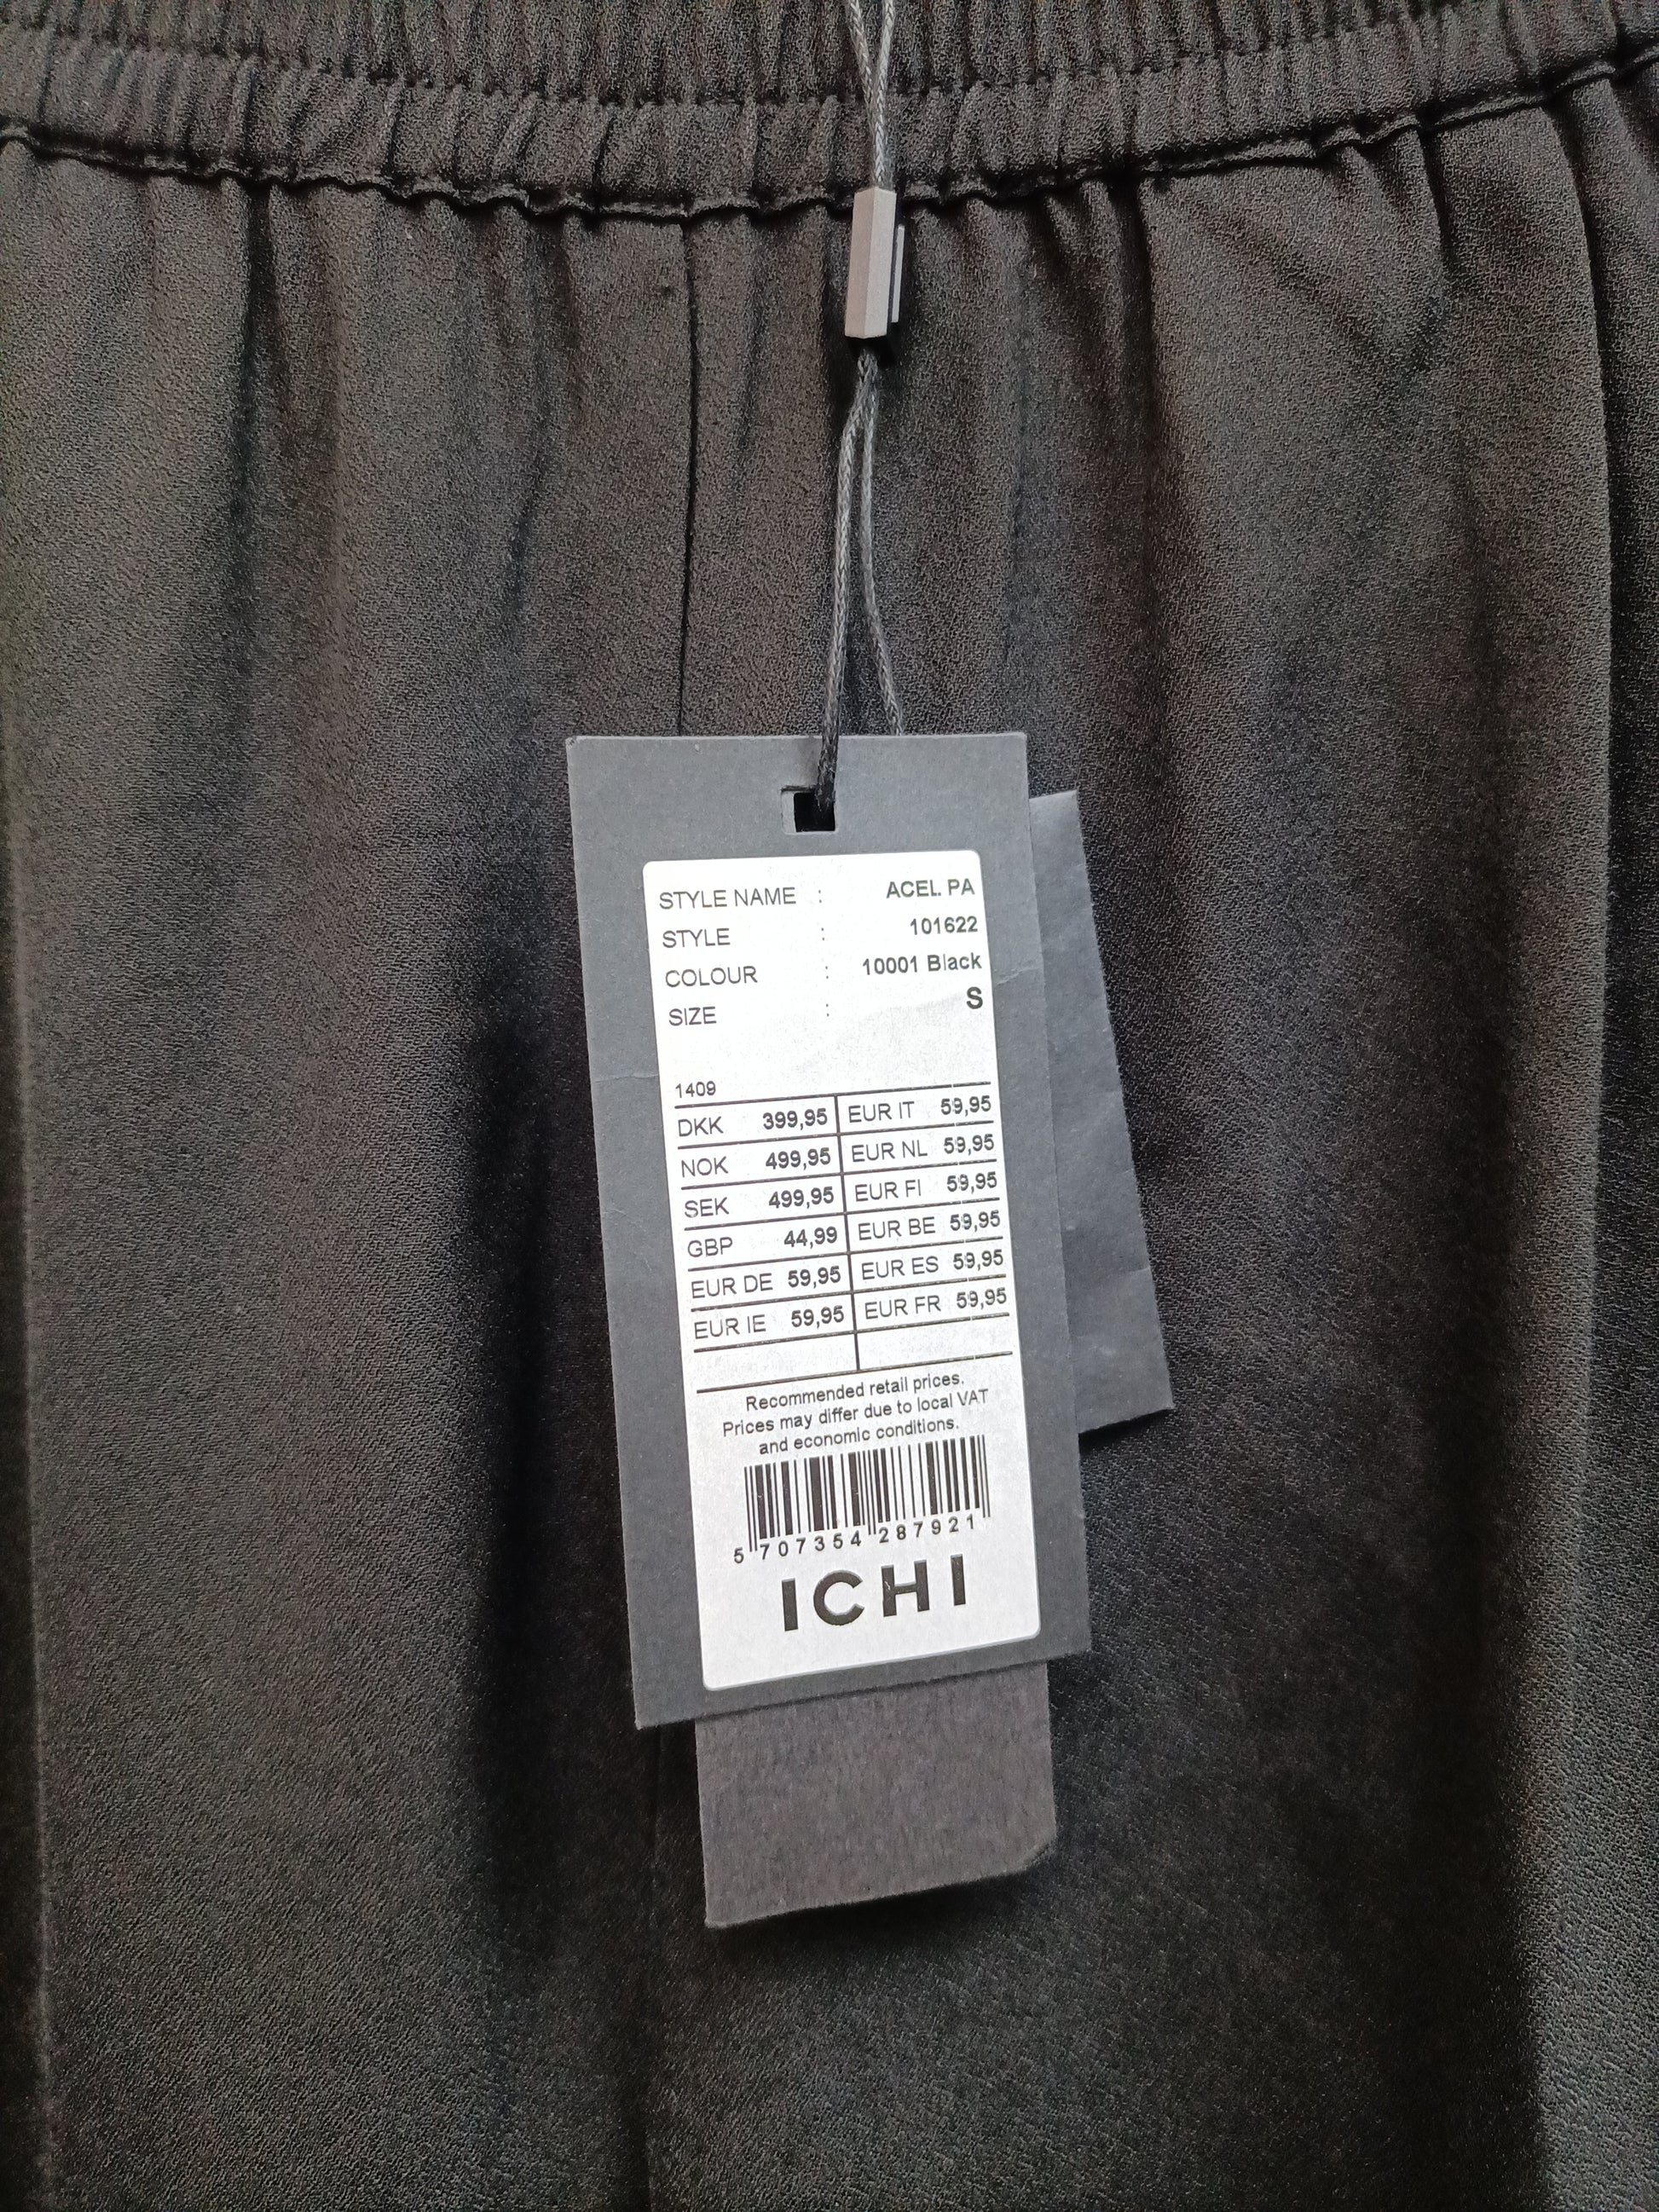 STYLE NAME : ACEL PA
STYLE : 101622
COLOUR : 10001 Black
SIZE : S
1409
DKK 399,95 EUR IT 59,95
NOK 499,95 EUR NL 59,95
SEK 499,95 EUR FI 59,95
GBP 44,99 EUR BE 59,95
EUR DE 59,95 EUR ES 59,95
EUR IE 59,95 EUR FR 59,95
Recommended retail prices.
Prices may differ due to local VAT
and economic conditions.
5 707354 287921
ICHI